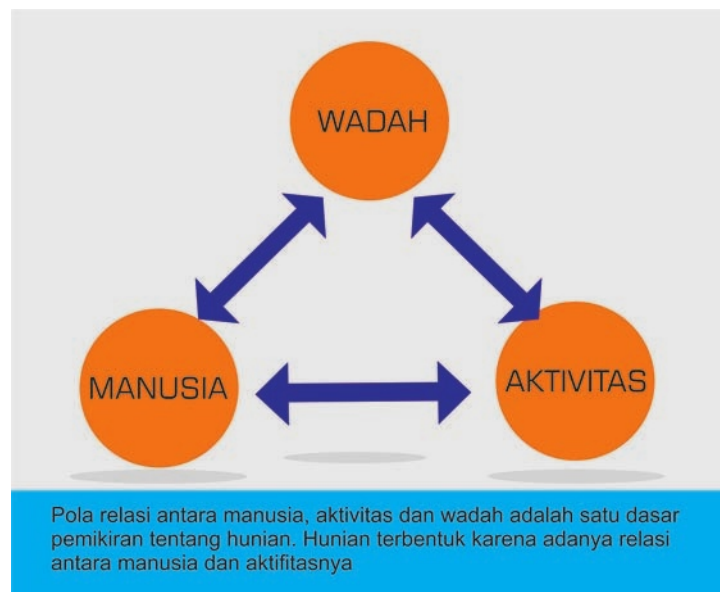 WADAH
MANUSIA
AKTIVITAS
Pola relasi antara manusia, aktivitas dan wadah adalah satu dasar
pemikiran tentang hunian. Hunian terbentuk karena adanya relasi
antara manusia dan aktifitasnya